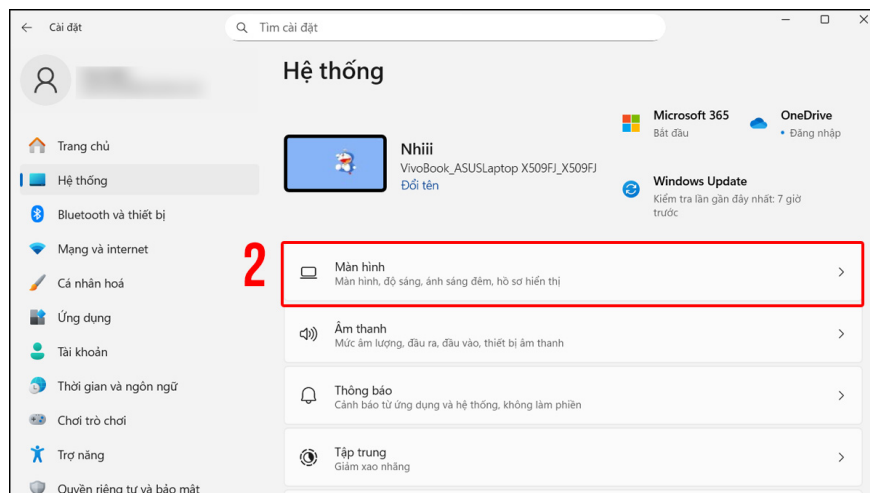 Cài đặt
Tìm cài đặt
Hệ thống
Nhiii
VivoBook_ASUSLaptop X509FJ_X509FJ
Đổi tên
Microsoft 365
Bắt đầu
OneDrive
• Đăng nhập
Windows Update
Kiểm tra lần gần đây nhất: 7 giờ
trước
Trang chủ
Hệ thống
Bluetooth và thiết bị
Mạng và internet
Cá nhân hoá
Ứng dụng
Tài khoản
Thời gian và ngôn ngữ
Chơi trò chơi
Trợ năng
Quyền riêng tư và bảo mật
2
Màn hình
Màn hình, độ sáng, ánh sáng đêm, hồ sơ hiển thị
Âm thanh
Mức âm lượng, đầu ra, đầu vào, thiết bị âm thanh
Thông báo
Cảnh báo từ ứng dụng và hệ thống, không làm phiền
Tập trung
Giảm xao nhãng